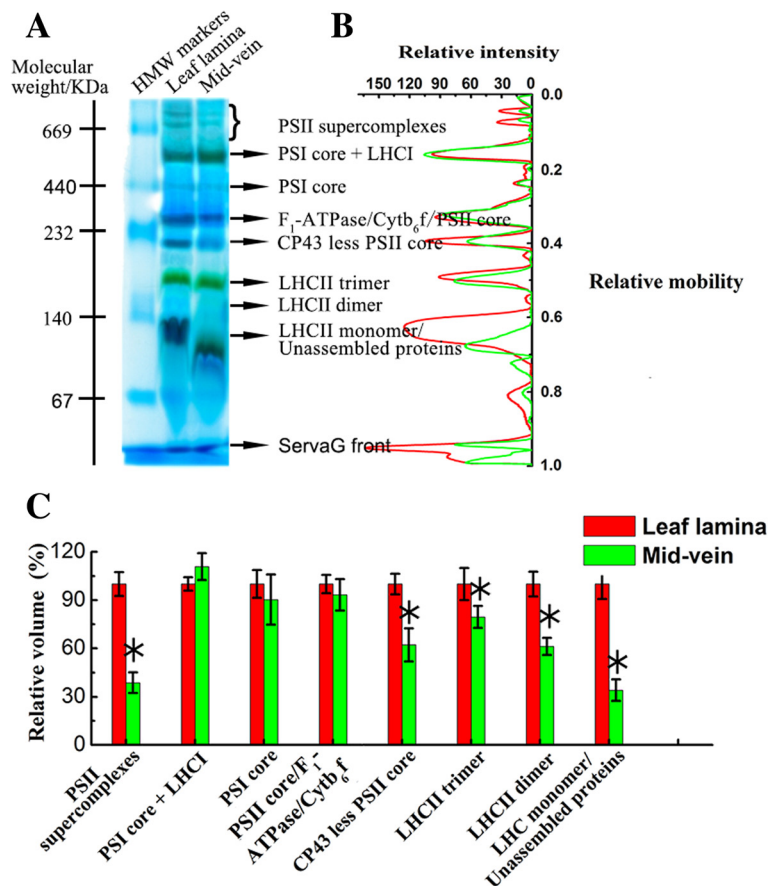 A
B
HMW markers
Leaf lamina
Mid-vein
Molecular
weight/KDa
669
440
232
140
67
PSII supercomplexes
PSI core + LHCI
PSI core
F1-ATPase/Cytb6f/PSII core
CP43 less PSII core
LHCII trimer
LHCII dimer
LHCII monomer/
Unassembled proteins
ServaG front
Relative intensity
150 120 90 60 30 0
0.0
0.2
0.4
0.6
0.8
1.0
Relative mobility
C
Leaf lamina
Mid-vein
Relative volume (%)
120
90
60
30
0
*
*
*
*
*
PSII
supercomplexes
PSI core + LHCI
PSI core
PSII core/F1-
ATPase/Cytb6f
CP43 less PSII core
LHCII trimer
LHCII dimer
LHC monomer/
Unassembled proteins